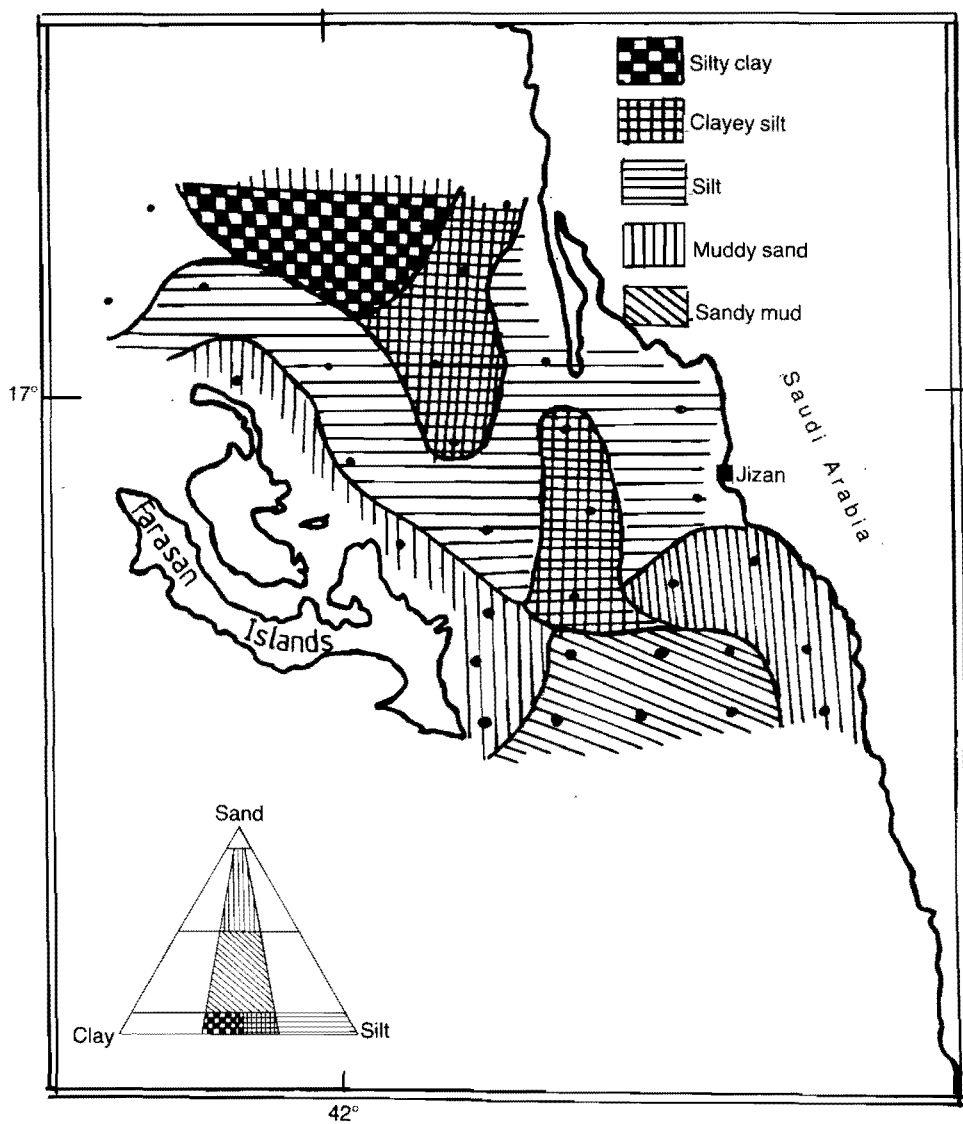 Silty clay
Clayey silt
Silt
Muddy sand
Sandy mud
17°
Saudi Arabia
Jizan
Farasan
Islands
Sand
Clay
Silt
42°